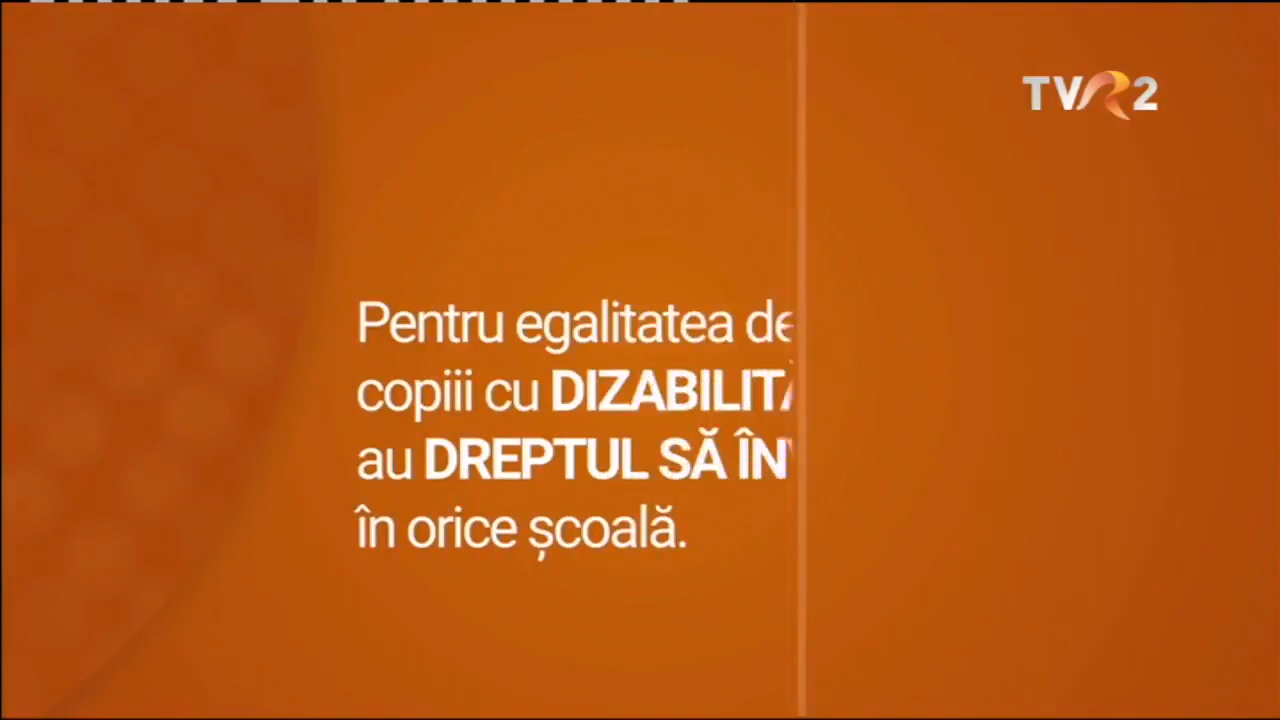 TVR2
Pentru egalitatea de
copiii cu DIZABILIT
au DREPTUL SĂ ÎN
în orice școală.